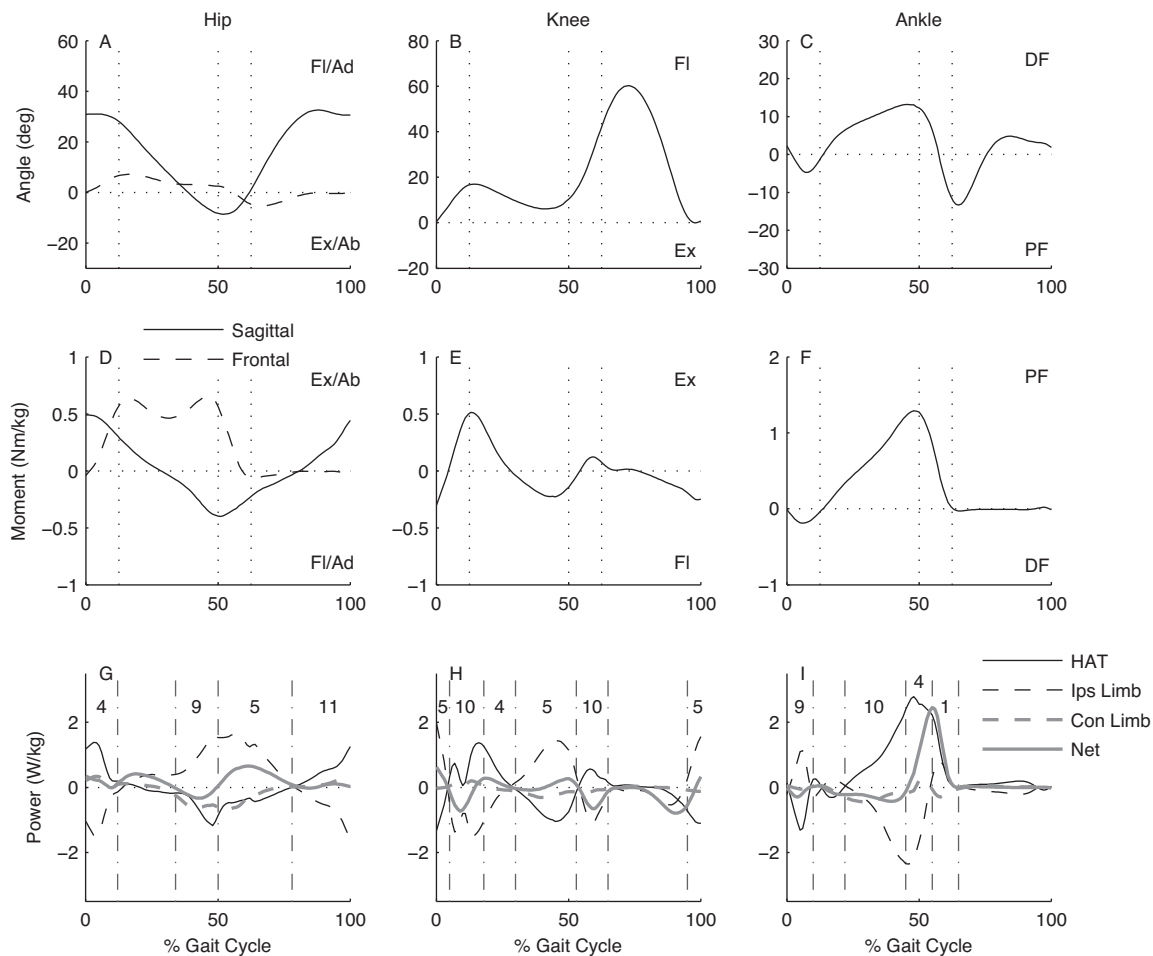 Hip Knee Ankle
A B C
Fl/Ad Fl DF
Ex/Ab Ex PF
Angle (deg)
60 40 20 0 −20
80 60 40 20 0 −20
30 20 10 0 −10 −20 −30
0 50 100 0 50 100 0 50 100
Sagittal
Frontal
D E F
Ex/Ab Ex PF
Fl/Ad Fl DF
Moment (Nm/kg)
1 0.5 0 −0.5 −1
1 0.5 0 −0.5 −1
2 1 0 −1
0 50 100 0 50 100 0 50 100
HAT
Ips Limb
Con Limb
Net
G H I
4 9 5 11
5 10 4 5 10 5
9 10 4 1
Power (W/kg)
2 0 −2
2 0 −2
2 0 −2
0 50 100 0 50 100 0 50 100
% Gait Cycle % Gait Cycle % Gait Cycle